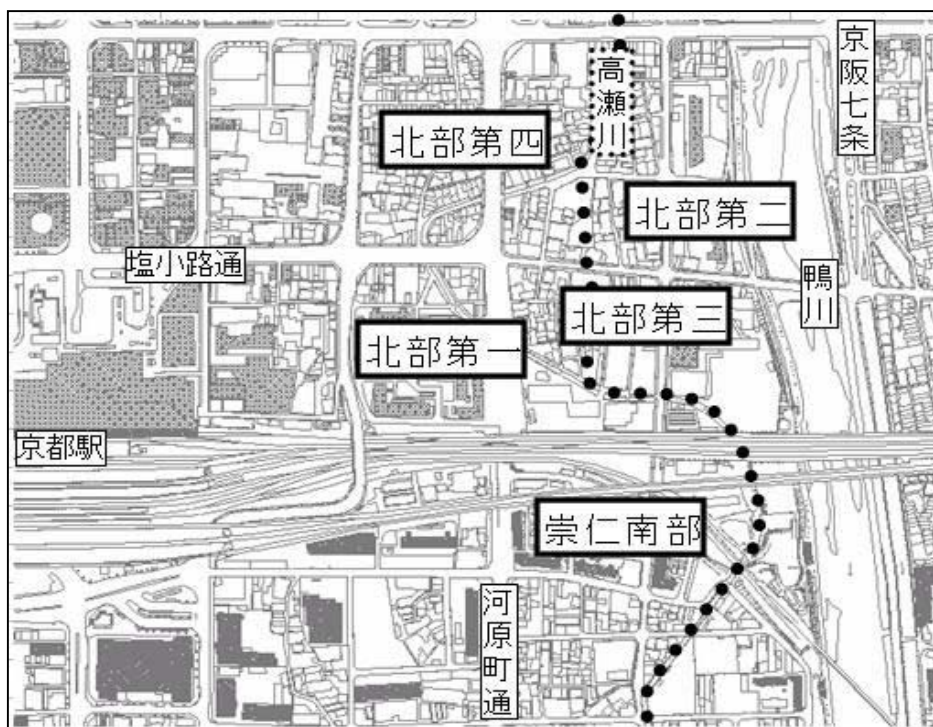 京阪七条
高瀬川
北部第四
北部第二
塩小路通
鴨川
北部第三
北部第一
京都駅
崇仁南部
河原町通